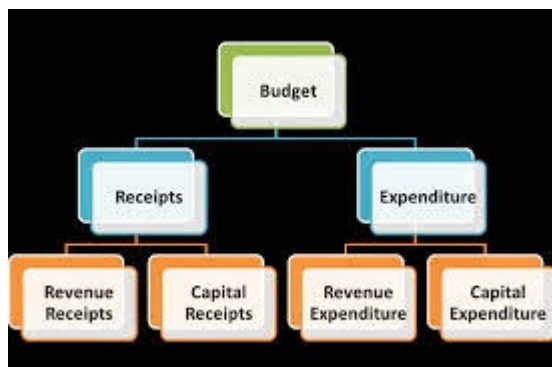 Budget
Receipts
Expenditure
Revenue
Receipts
Capital
Receipts
Revenue
Expenditure
Capital
Expenditure